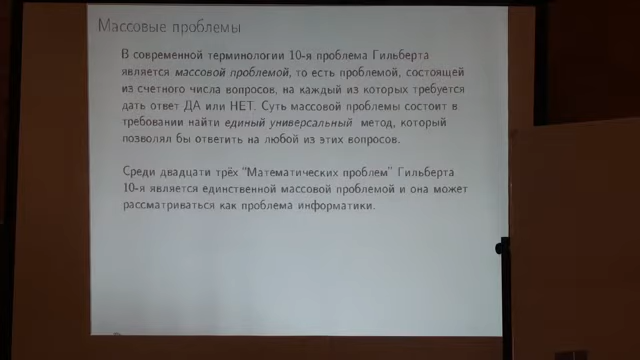 Массовые проблемы
В современной терминологии 10-я проблема Гильберта
является массовой проблемой, то есть проблемой, состоящей
из счетного числа вопросов, на каждый из которых требуется
дать ответ ДА или НЕТ. Суть массовой проблемы состоит в
требовании найти единый универсальный метод, который
позволял бы ответить на любой из этих вопросов.
Среди двадцати трёх "Математических проблем" Гильберта
10-я является единственной массовой проблемой и она может
рассматриваться как проблема информатики.